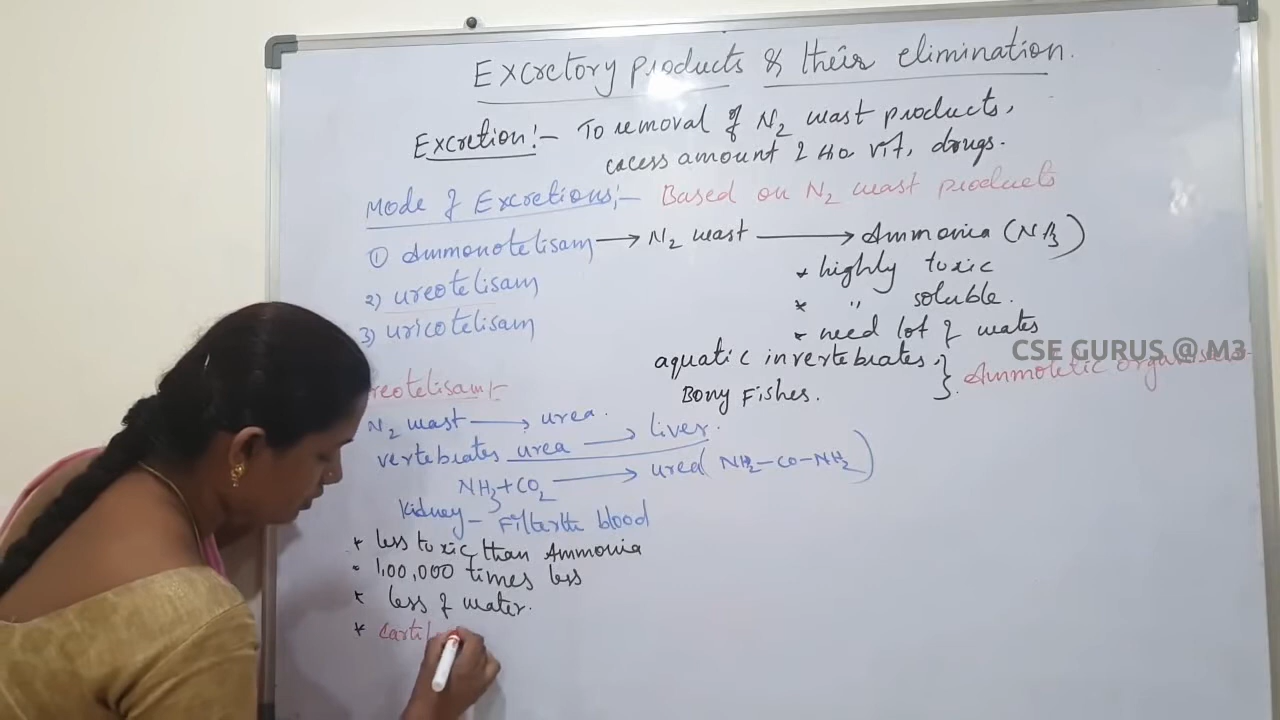 Excretory products & their elimination.
Excretion:- To removal of N2 wast products,
excess amount of H2O vit, drugs.
Mode of Excretions:- Based on N2 wast products
① Ammonotelisam → N2 wast → Ammonia (NH3)
* highly toxic
* " soluble.
* need lot of water
2) ureotelisam
3) uricotelisam
aquatic invertebrates,
Bony Fishes.
CSE GURUS @ M3
reotelisam:-
N2 wast → urea.
vertebrates urea → liver.
NH3+CO2 → urea (NH2-CO-NH2)
Kidney - Filter the blood
* less toxic than Ammonia
* 1,00,000 times less
* less of water.
* Carti